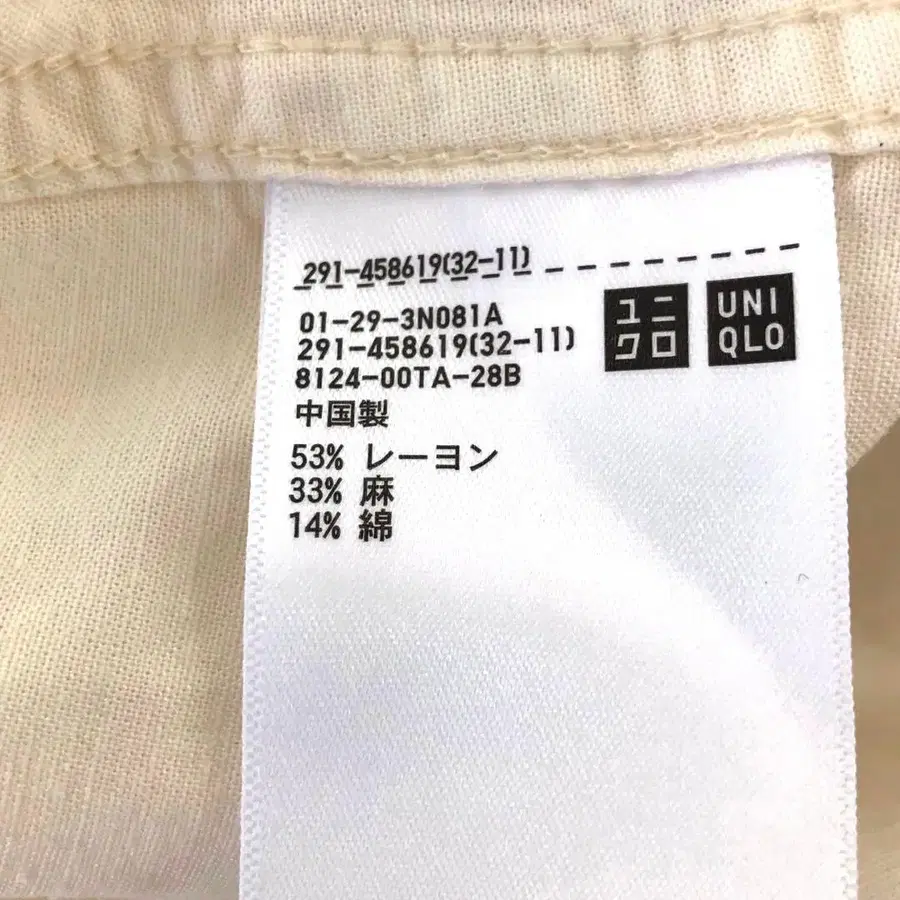 291-458619(32-11)
01-29-3N081A
291-458619(32-11)
8124-00TA-28B
中国製
53% レーヨン
33% 麻
14% 綿
ユニ
クロ
UNI
QLO